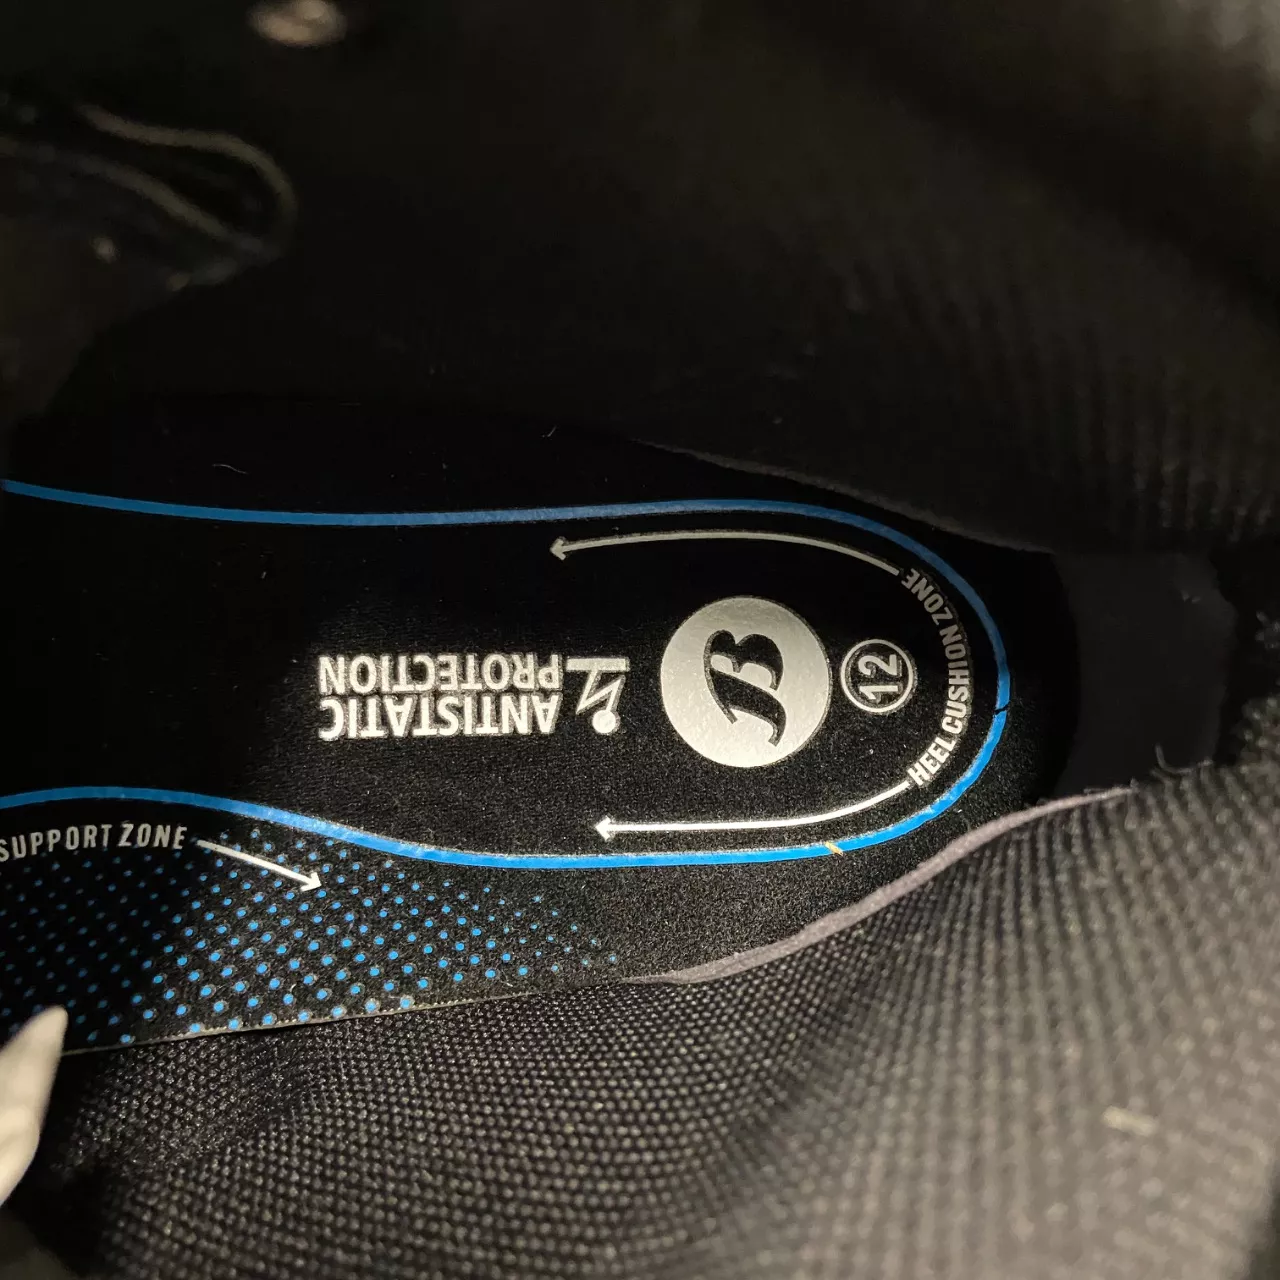 SUPPORT ZONE
ANTISTATIC
PROTECTION
B
12
HEEL CUSHION ZONE